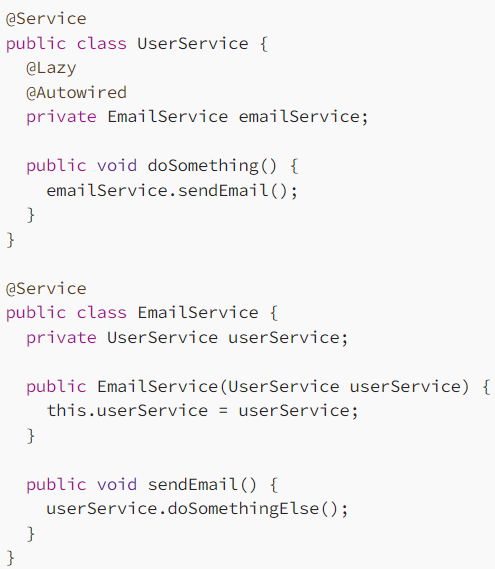 @Service
public class UserService {
  @Lazy
  @Autowired
  private EmailService emailService;

  public void doSomething() {
    emailService.sendEmail();
  }
}

@Service
public class EmailService {
  private UserService userService;

  public EmailService(UserService userService) {
    this.userService = userService;
  }

  public void sendEmail() {
    userService.doSomethingElse();
  }
}